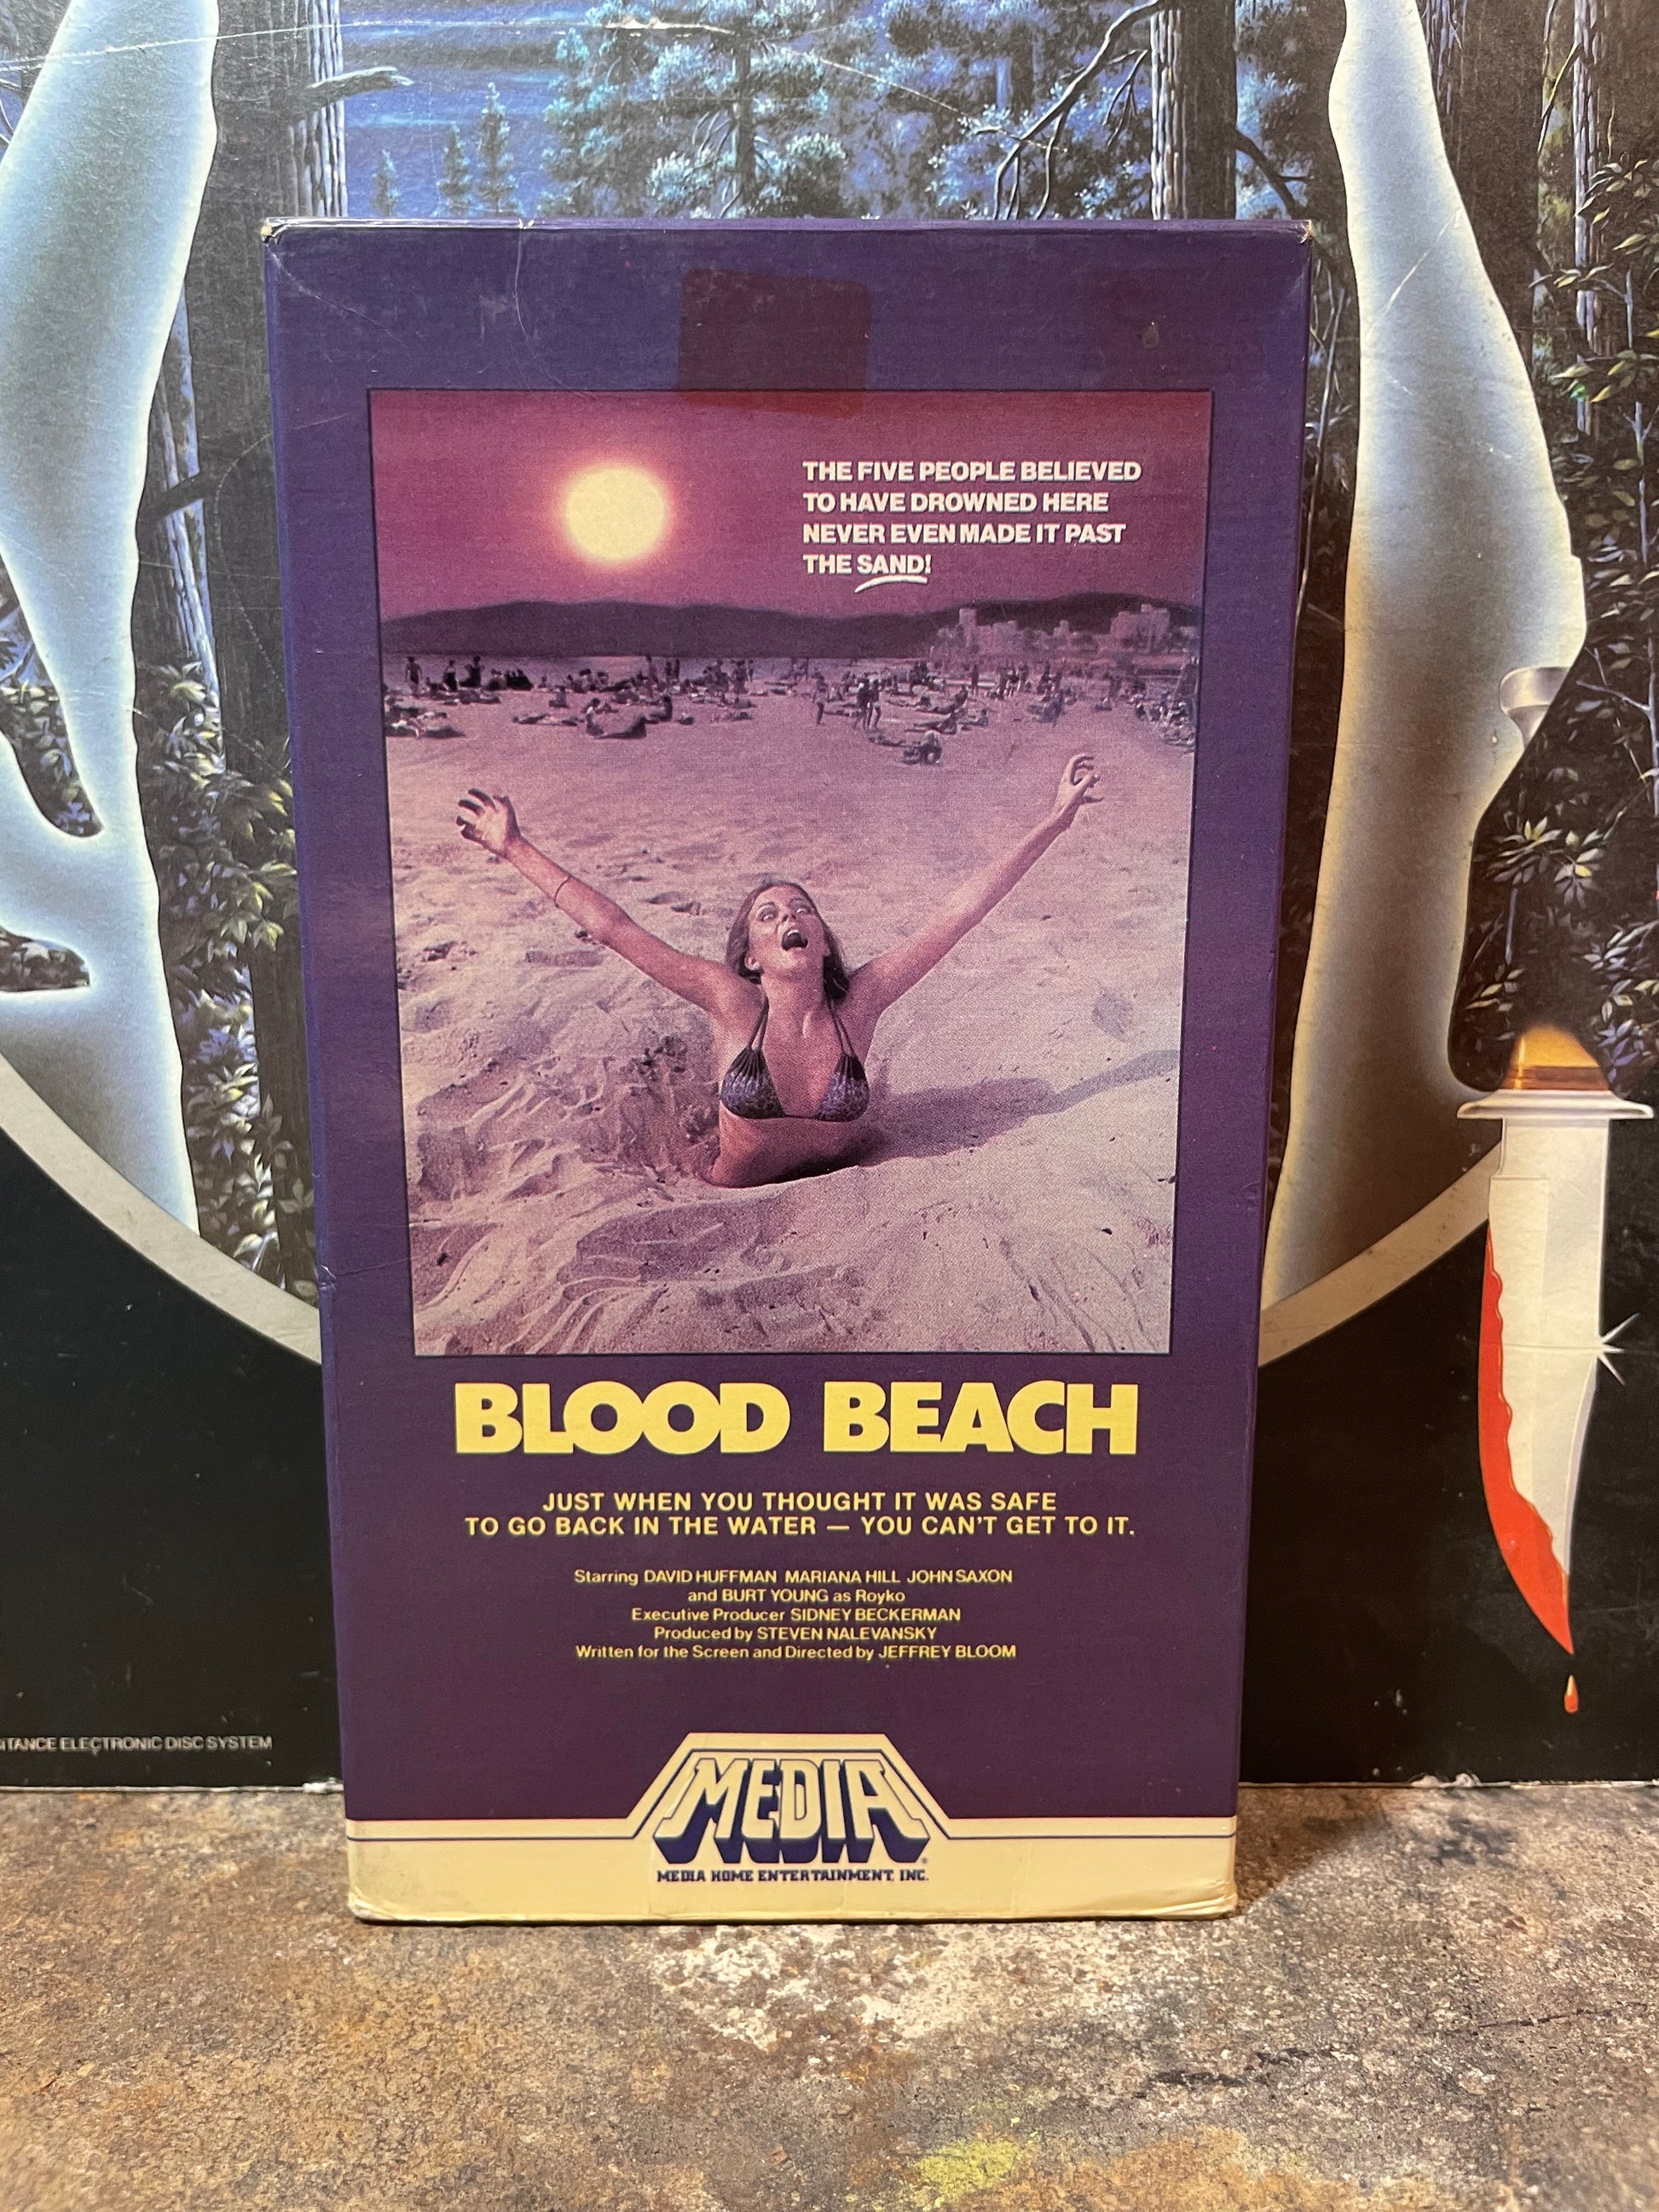 THE FIVE PEOPLE BELIEVED
TO HAVE DROWNED HERE
NEVER EVEN MADE IT PAST
THE SAND!
BLOOD BEACH
JUST WHEN YOU THOUGHT IT WAS SAFE
TO GO BACK IN THE WATER — YOU CAN'T GET TO IT.
Starring DAVID HUFFMAN MARIANA HILL JOHN SAXON
and BURT YOUNG as Royko
Executive Producer SIDNEY BECKERMAN
Produced by STEVEN NALEVANSKY
Written for the Screen and Directed by JEFFREY BLOOM
ELECTRONIC DISC SYSTEM
MEDIA
MEDIA HOME ENTERTAINMENT, INC.